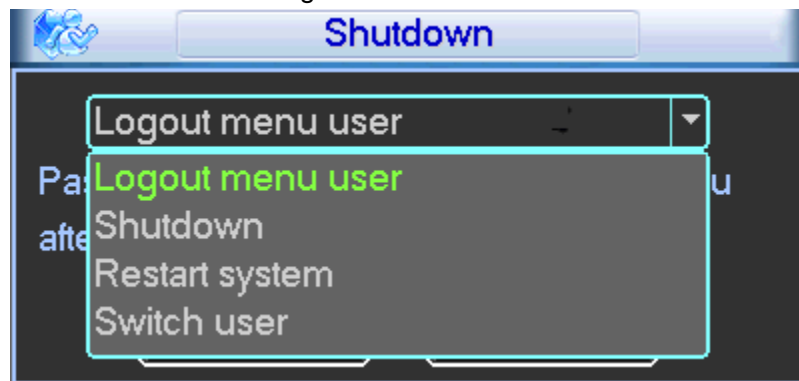 Shutdown
Logout menu user
Logout menu user
u
Shutdown
Restart system
Switch user